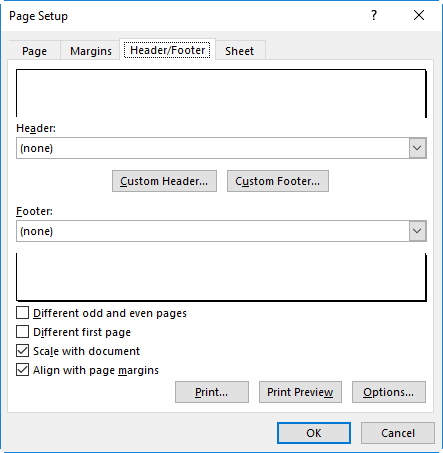 Page Setup ? ×
Page Margins Header/Footer Sheet
Header:
(none)
Custom Header... Custom Footer...
Footer:
(none)
Different odd and even pages
Different first page
Scale with document
Align with page margins
Print... Print Preview Options...
OK Cancel